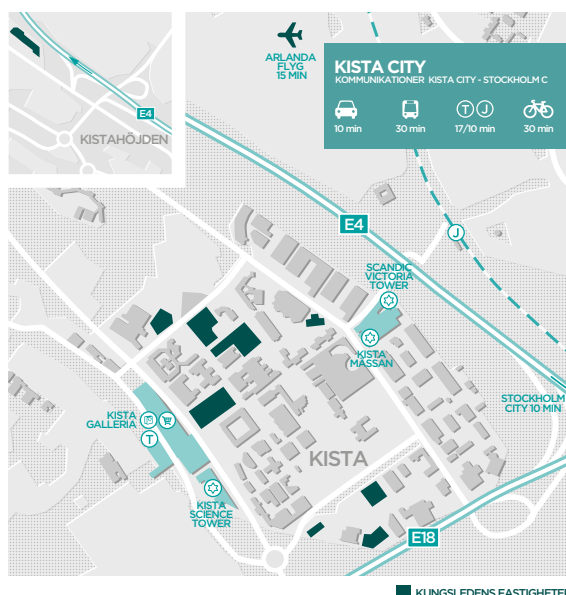 ARLANDA
FLYG
15 MIN
KISTA CITY
KOMMUNIKATIONER KISTA CITY - STOCKHOLM C
10 min
30 min
T J
17/10 min
30 min
E4
KISTAHÖJDEN
E4
J
SCANDIC
VICTORIA
TOWER
KISTA
MÄSSAN
STOCKHOLM
CITY 10 MIN
KISTA
GALLERIA
T
KISTA
KISTA
SCIENCE
TOWER
E18
KUNGSLEDENS FASTIGHETER